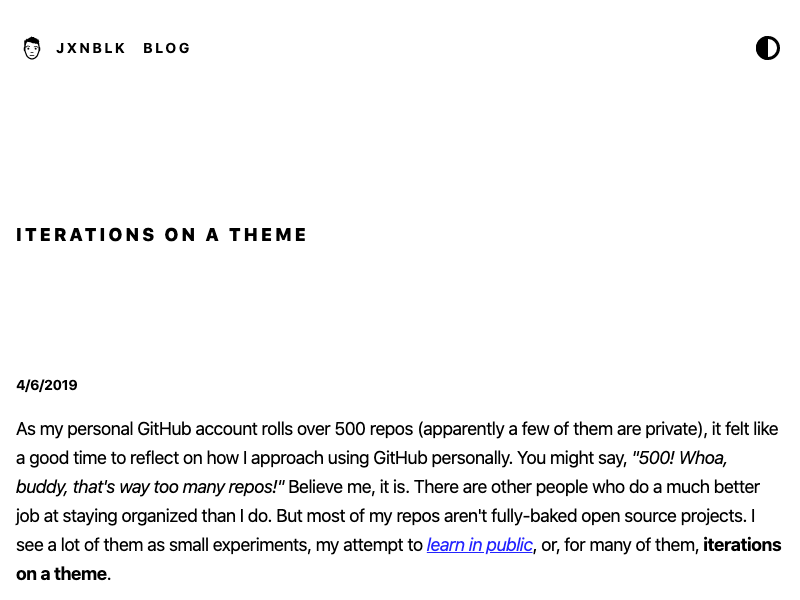 JXNBLK BLOG
ITERATIONS ON A THEME
4/6/2019
As my personal GitHub account rolls over 500 repos (apparently a few of them are private), it felt like
a good time to reflect on how I approach using GitHub personally. You might say, "500! Whoa,
buddy, that's way too many repos!" Believe me, it is. There are other people who do a much better
job at staying organized than I do. But most of my repos aren't fully-baked open source projects. I
see a lot of them as small experiments, my attempt to learn in public, or, for many of them, iterations
on a theme.